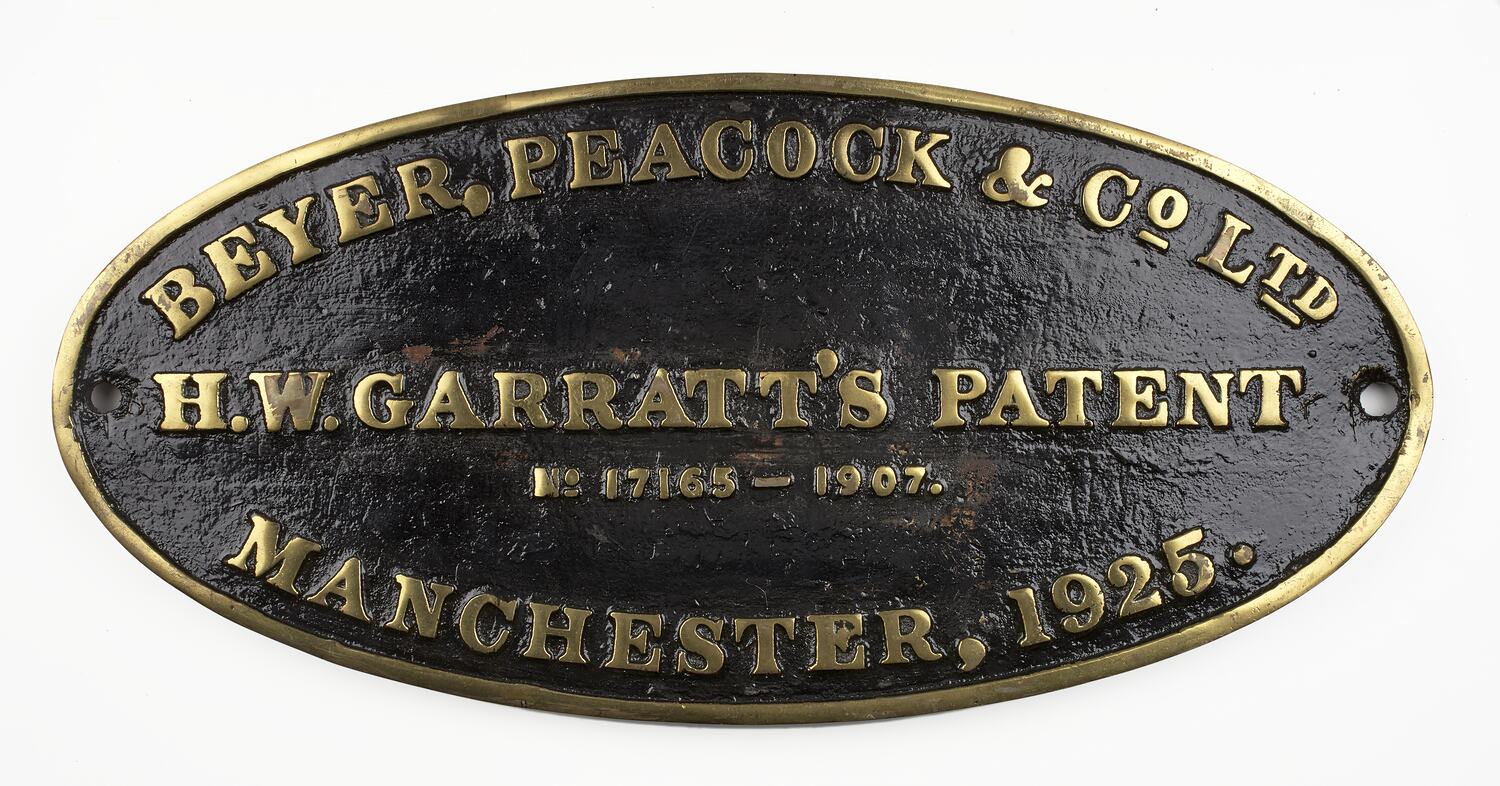 BEYER, PEACOCK & Co LTD
H.W. GARRATT'S PATENT
No 17165 – 1907.
MANCHESTER, 1925.